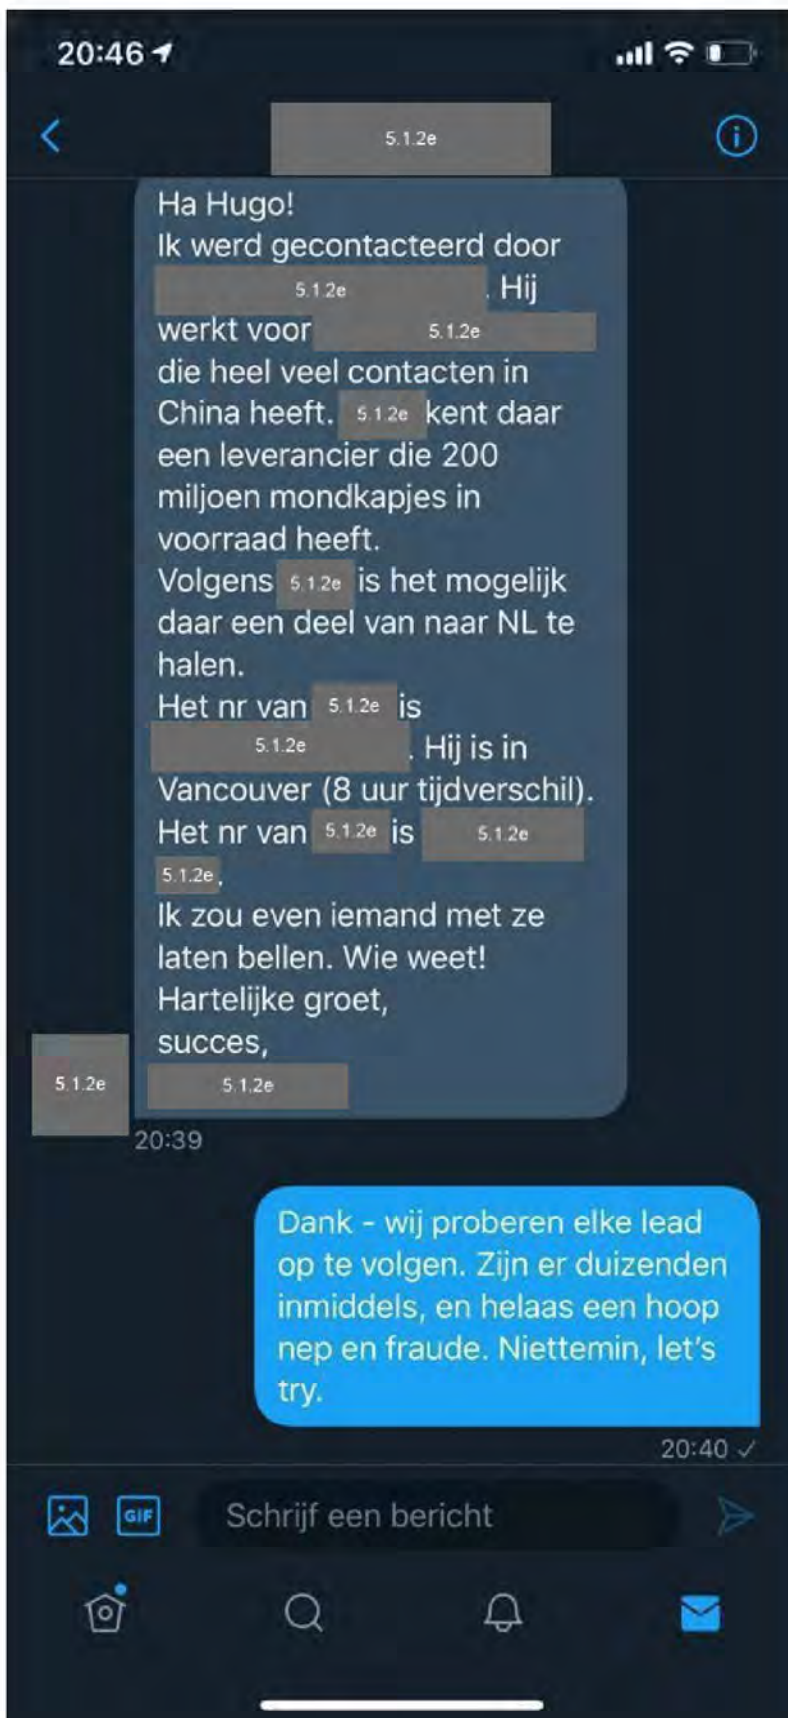 20:46
5.1.2e
Ha Hugo!
Ik werd gecontacteerd door
5.1.2e . Hij
werkt voor 5.1.2e
die heel veel contacten in
China heeft. 5.1.2e kent daar
een leverancier die 200
miljoen mondkapjes in
voorraad heeft.
Volgens 5.1.2e is het mogelijk
daar een deel van naar NL te
halen.
Het nr van 5.1.2e is
5.1.2e . Hij is in
Vancouver (8 uur tijdverschil).
Het nr van 5.1.2e is 5.1.2e
5.1.2e .
Ik zou even iemand met ze
laten bellen. Wie weet!
Hartelijke groet,
succes,
5.1.2e 5.1.2e
20:39
Dank - wij proberen elke lead
op te volgen. Zijn er duizenden
inmiddels, en helaas een hoop
nep en fraude. Niettemin, let's
try.
20:40
GIF Schrijf een bericht